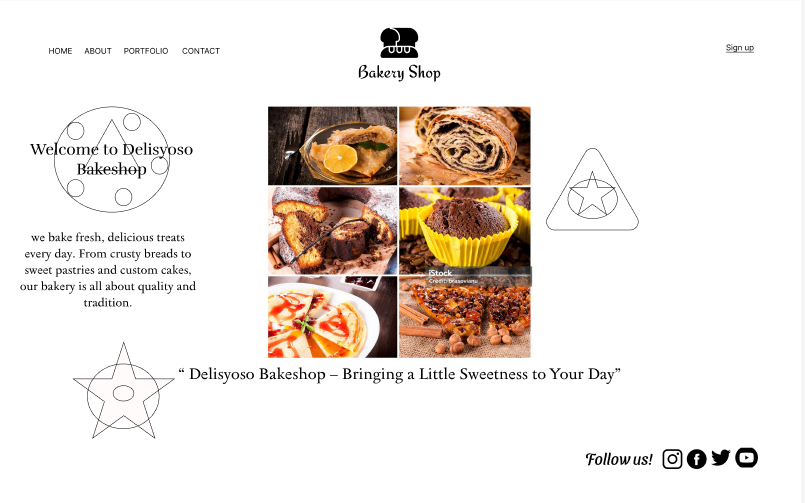 HOME ABOUT PORTFOLIO CONTACT
Bakery Shop
Sign up
Welcome to Delisyoso
Bakeshop
we bake fresh, delicious treats
every day. From crusty breads to
sweet pastries and custom cakes,
our bakery is all about quality and
tradition.
iStock
Credit: brasovianu
“ Delisyoso Bakeshop – Bringing a Little Sweetness to Your Day”
Follow us!